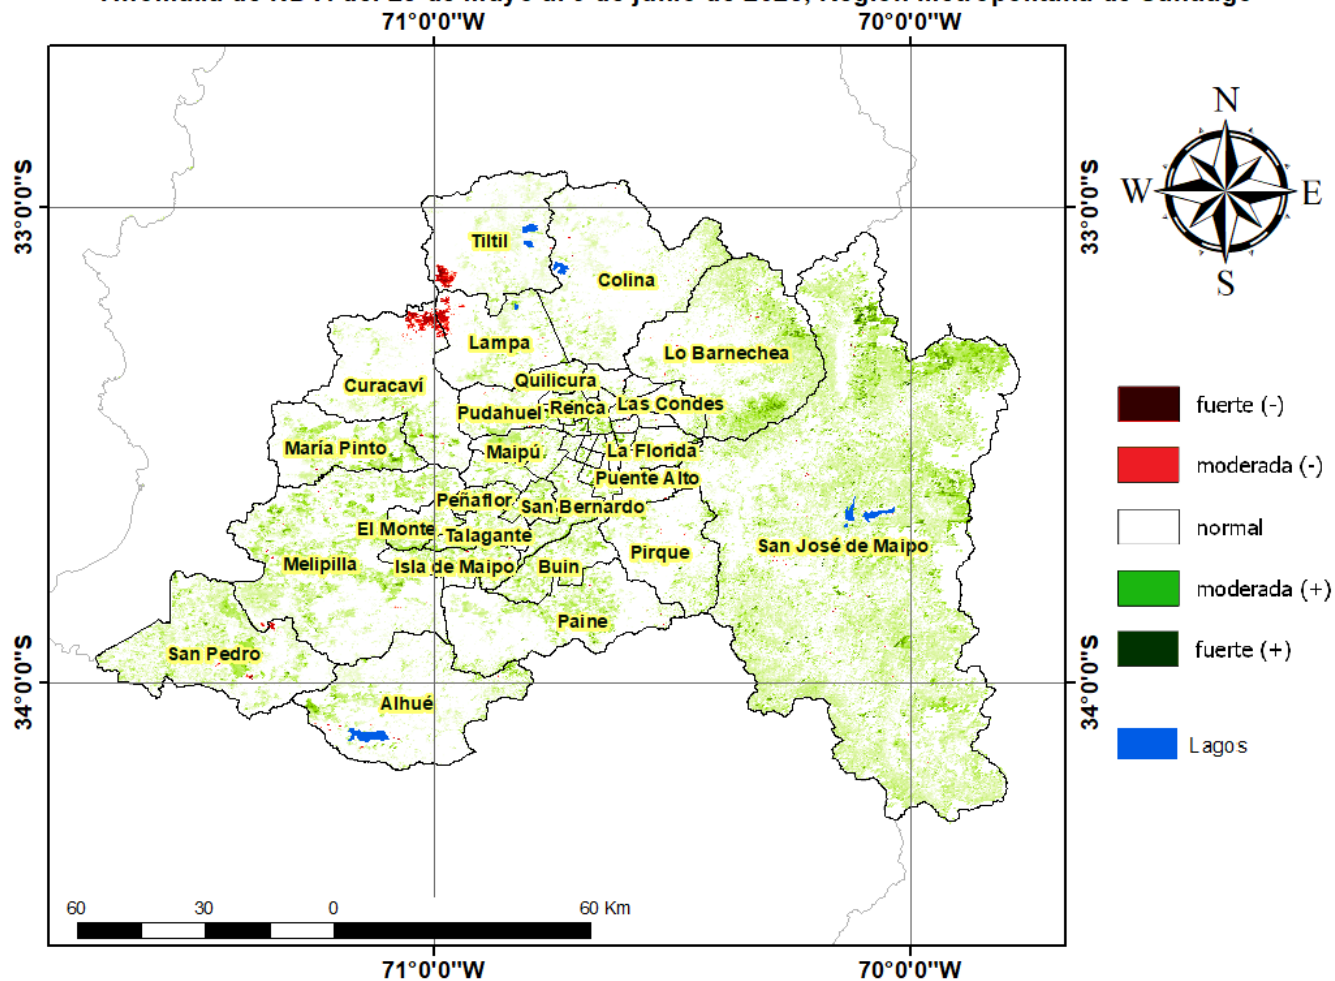 71°0'0"W 70°0'0"W
N
W E
S
33°0'0"S 33°0'0"S
Tiltil
Colina
Lampa
Lo Barnechea
Quilicura
Curacaví
Pudahuel Renca Las Condes
María Pinto Maipú La Florida
Puente Alto
Peñaflor San Bernardo
El Monte Talagante
San José de Maipo
Pirque
Melipilla Isla de Maipo Buin
Paine
San Pedro
34°0'0"S 34°0'0"S
Alhué
fuerte (-)
moderada (-)
normal
moderada (+)
fuerte (+)
Lagos
60 30 0 60 Km
71°0'0"W 70°0'0"W